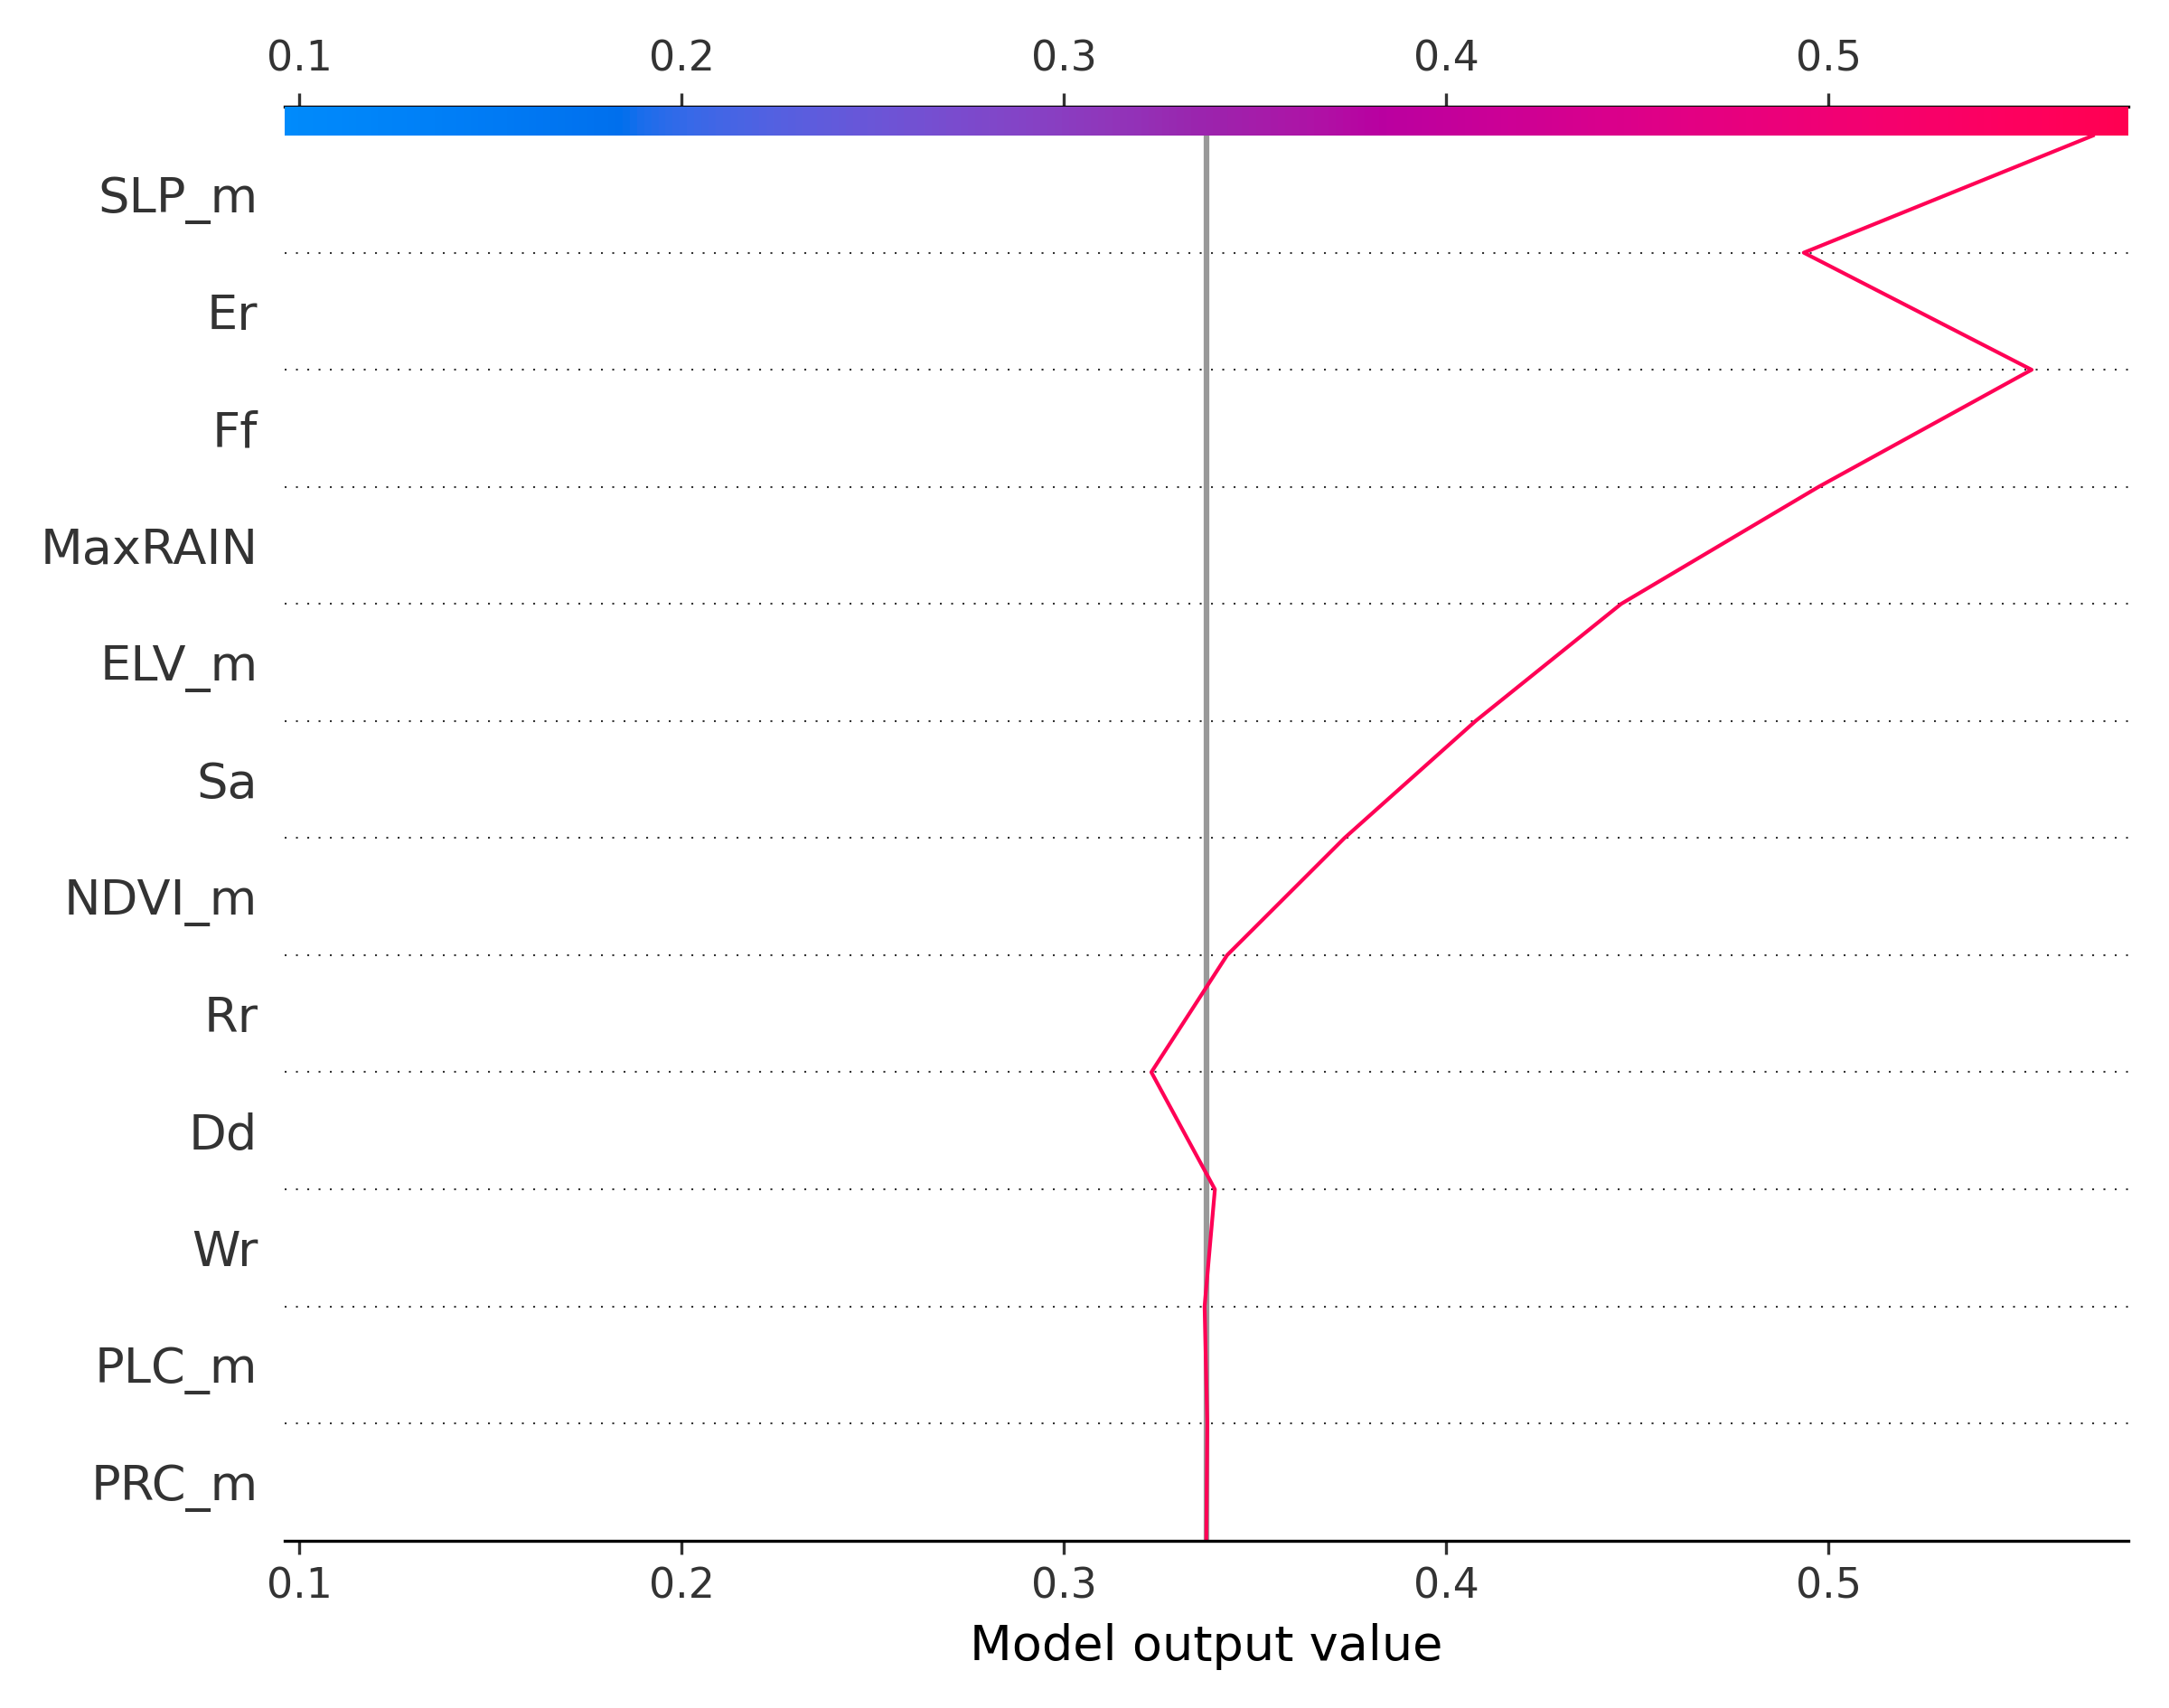 0.1 0.2 0.3 0.4 0.5
SLP_m
Er
Ff
MaxRAIN
ELV_m
Sa
NDVI_m
Rr
Dd
Wr
PLC_m
PRC_m
0.1 0.2 0.3 0.4 0.5
Model output value